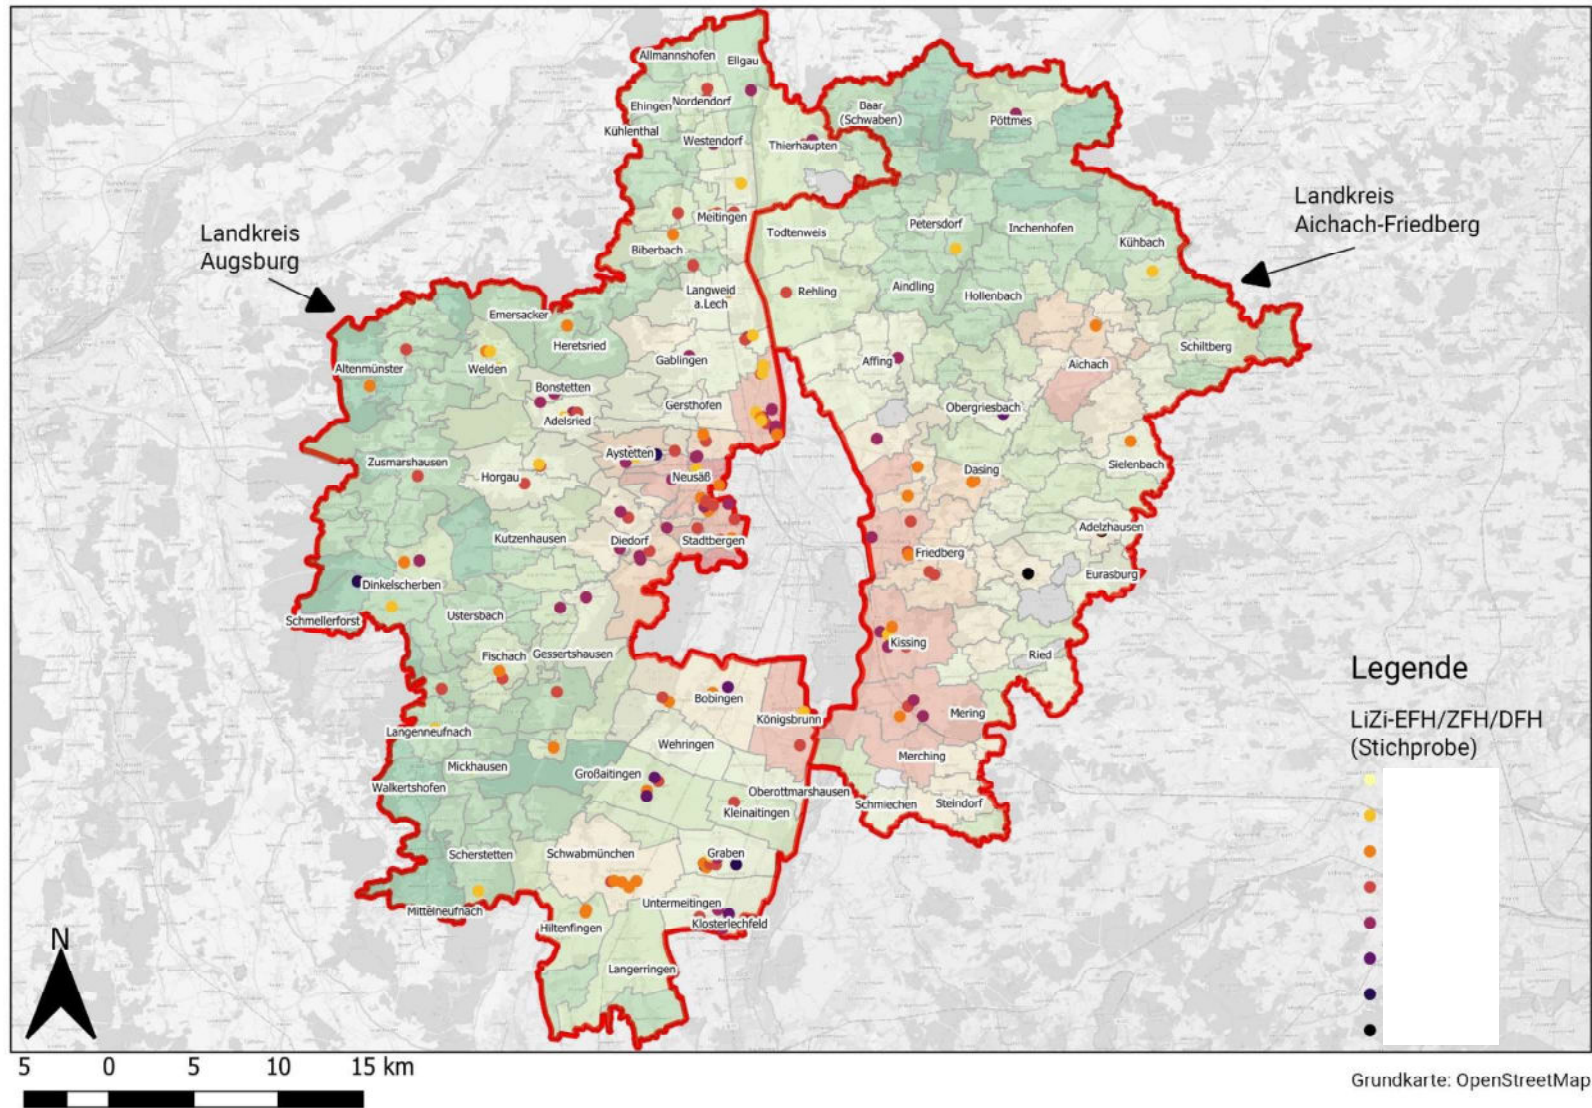 Allmannshofen
Ellgau
Ehingen
Nordendorf
Kühlenthal
Westendorf
Thierhaupten
Baar
(Schwaben)
Pöttmes
Landkreis
Augsburg
Landkreis
Aichach-Friedberg
Meitingen
Biberbach
Todtenweis
Petersdorf
Inchenhofen
Kühbach
Langweid
a.Lech
Rehling
Aindling
Hollenbach
Emersacker
Heretsried
Altenmünster
Welden
Gablingen
Affing
Aichach
Schiltberg
Bonstetten
Adelsried
Gersthofen
Obergriesbach
Zusmarshausen
Horgau
Aystetten
Neusäß
Dasing
Sielenbach
Kutzenhausen
Diedorf
Stadtbergen
Friedberg
Adelzhausen
Eurasburg
Dinkelscherben
Ustersbach
Schmellerforst
Fischach
Gessertshausen
Kissing
Ried
Bobingen
Königsbrunn
Mering
Langenneufnach
Wehringen
Merching
Mickhausen
Walkertshofen
Großaitingen
Oberottmarshausen
Kleinaitingen
Schmiechen
Steindorf
Scherstetten
Schwabmünchen
Graben
Mittelneufnach
Untermeitingen
Klosterlechfeld
Hiltenfingen
Langerringen
Legende
LiZi-EFH/ZFH/DFH
(Stichprobe)
N
5 0 5 10 15 km
Grundkarte: OpenStreetMap